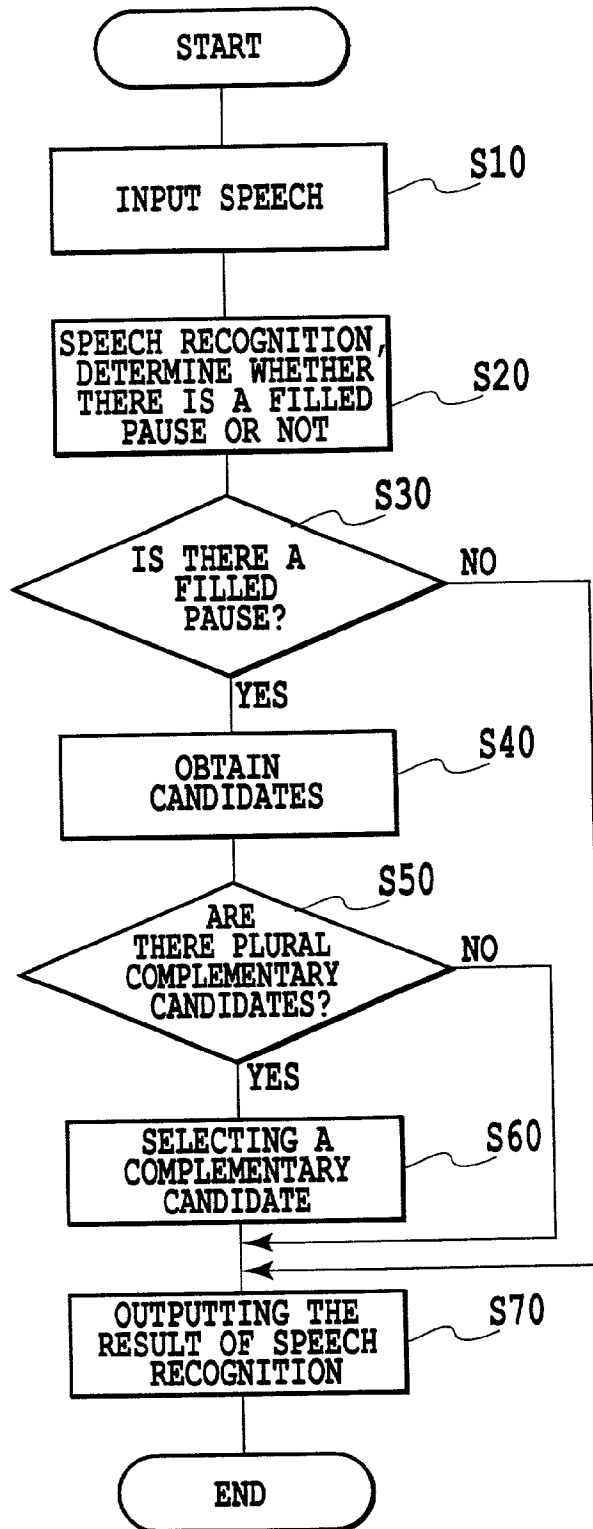 START
INPUT SPEECH
S10
SPEECH RECOGNITION,
DETERMINE WHETHER
THERE IS A FILLED
PAUSE OR NOT
S20
S30
IS THERE A
FILLED
PAUSE?
NO
YES
OBTAIN
CANDIDATES
S40
S50
ARE
THERE PLURAL
COMPLEMENTARY
CANDIDATES?
NO
YES
SELECTING A
COMPLEMENTARY
CANDIDATE
S60
OUTPUTTING THE
RESULT OF SPEECH
RECOGNITION
S70
END